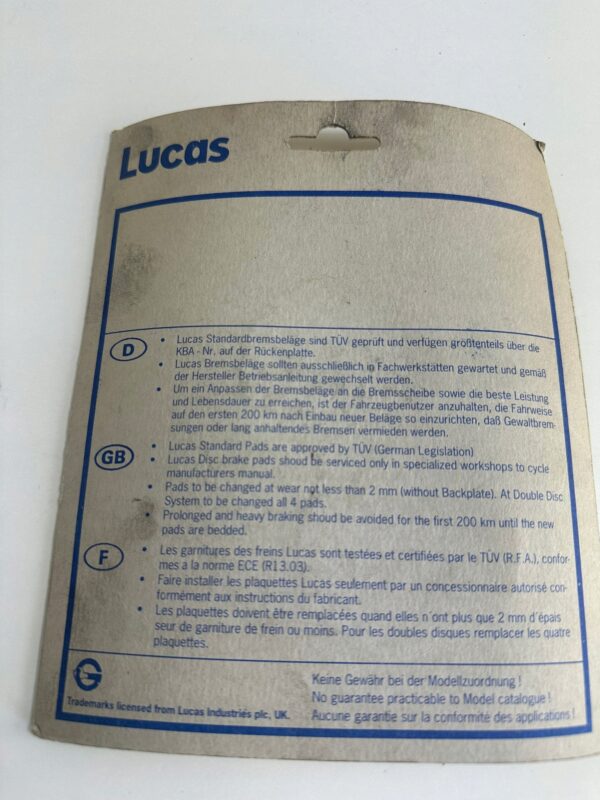 Lucas
D
• Lucas Standardbremsbeläge sind TÜV geprüft und verfügen größtenteils über die
KBA - Nr. auf der Rückenplatte.
• Lucas Bremsbeläge sollten ausschließlich in Fachwerkstätten gewartet und gemäß
der Hersteller Betriebsanleitung gewechselt werden.
• Um ein Anpassen der Bremsbeläge an die Bremsscheibe sowie die beste Leistung
und Lebensdauer zu erreichen, ist der Fahrzeugbenutzer anzuhalten, die Fahrweise
auf den ersten 200 km nach Einbau neuer Beläge so einzurichten, daß Gewaltbrem-
sungen oder lang anhaltendes Bremsen vermieden werden.
GB
• Lucas Standard Pads are approved by TÜV (German Legislation)
• Lucas Disc brake pads shoud be serviced only in specialized workshops to cycle
manufacturers manual.
• Pads to be changed at wear not less than 2 mm (without Backplate). At Double Disc
System to be changed all 4 pads.
• Prolonged and heavy braking shoud be avoided for the first 200 km until the new
pads are bedded.
F
• Les garnitures des freins Lucas sont testées et certifiées par le TÜV (R.F.A.), confor-
mes a la norme ECE (R13.03).
• Faire installer les plaquettes Lucas seulement par un concessionnaire autorisé con-
formément aux instructions du fabricant.
• Les plaquettes doivent être remplacées quand elles n'ont plus que 2 mm d'épais
seur de garniture de frein ou moins. Pour les doubles disques remplacer les quatre
plaquettes.
Trademarks licensed from Lucas Industries plc, UK.
Keine Gewähr bei der Modellzuordnung !
No guarantee practicable to Model catalogue !
Aucune garantie sur la conformité des applications !